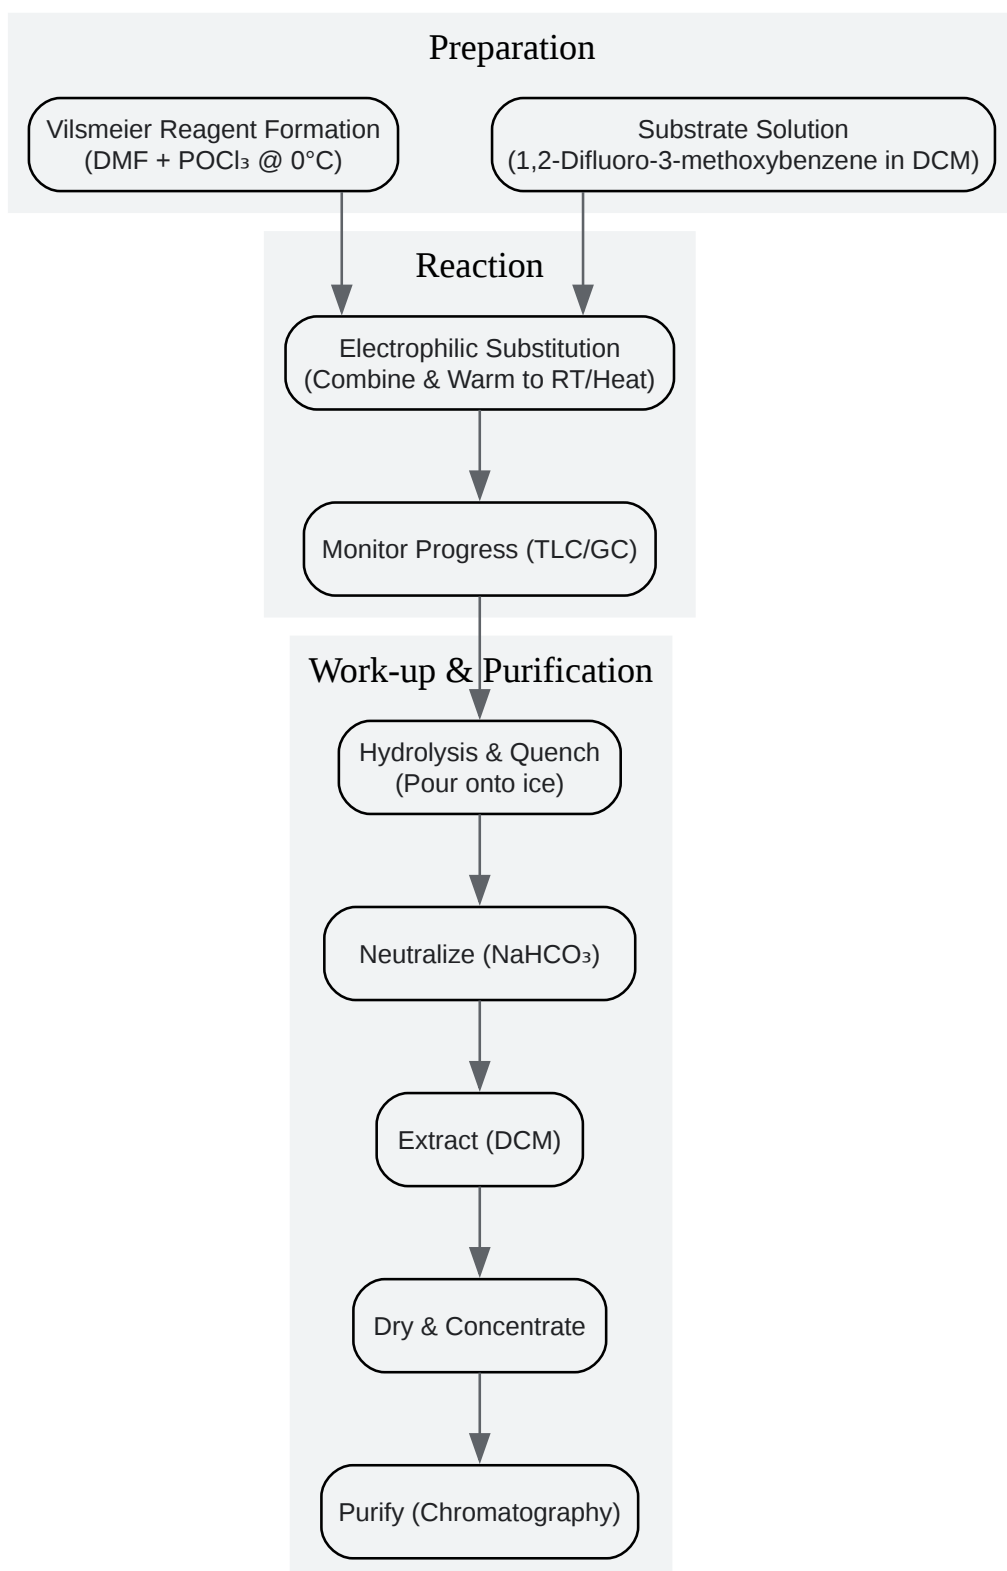 Preparation
Vilsmeier Reagent Formation
(DMF + POCl₃ @ 0°C)
Substrate Solution
(1,2-Difluoro-3-methoxybenzene in DCM)
Reaction
Electrophilic Substitution
(Combine & Warm to RT/Heat)
Monitor Progress (TLC/GC)
Work-up & Purification
Hydrolysis & Quench
(Pour onto ice)
Neutralize (NaHCO₃)
Extract (DCM)
Dry & Concentrate
Purify (Chromatography)